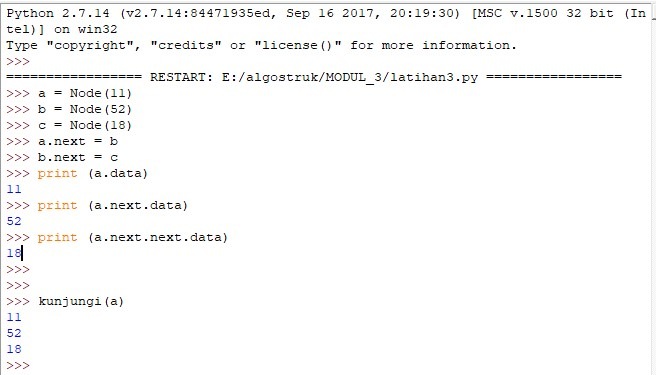 Python 2.7.14 (v2.7.14:84471935ed, Sep 16 2017, 20:19:30) [MSC v.1500 32 bit (In
tel)] on win32
Type "copyright", "credits" or "license()" for more information.
>>>
================= RESTART: E:/algostruk/MODUL_3/latihan3.py =================
>>> a = Node(11)
>>> b = Node(52)
>>> c = Node(18)
>>> a.next = b
>>> b.next = c
>>> print (a.data)
11
>>> print (a.next.data)
52
>>> print (a.next.next.data)
18
>>>
>>>
>>> kunjungi(a)
11
52
18
>>>